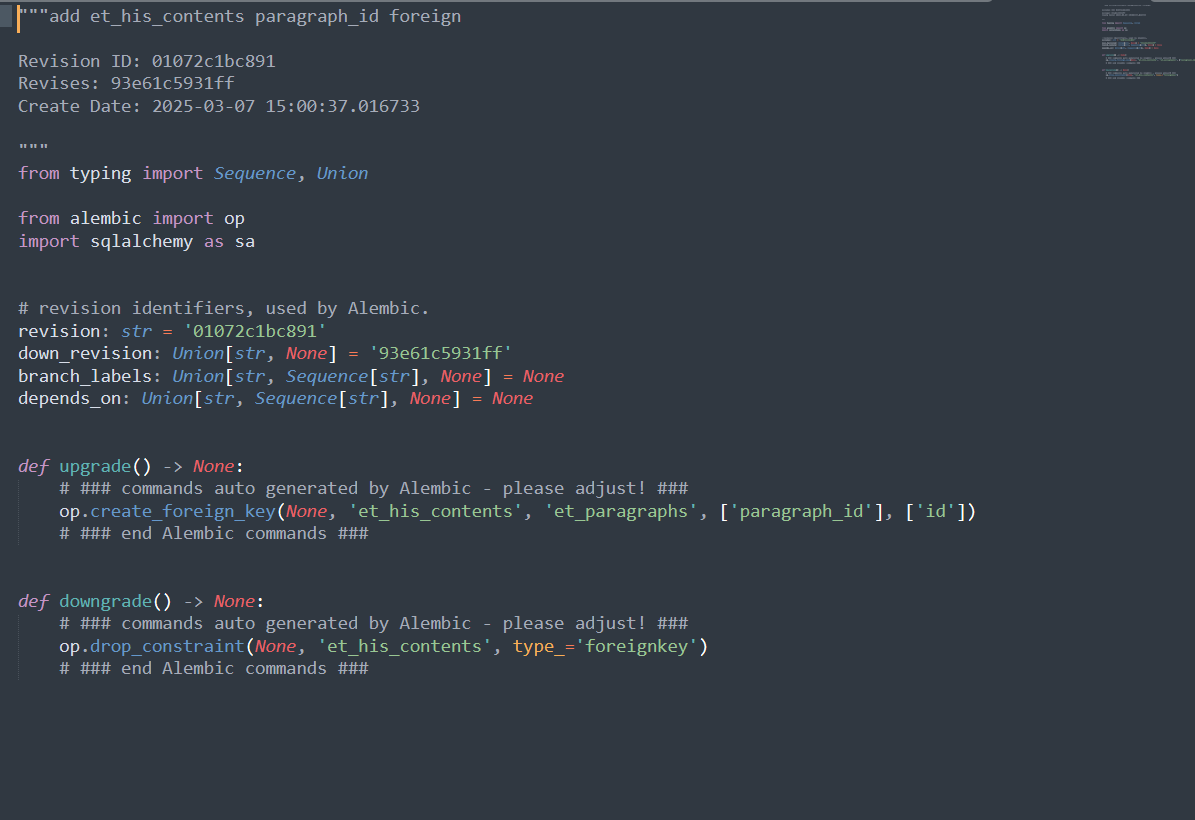 """add et_his_contents paragraph_id foreign
Revision ID: 01072c1bc891
Revises: 93e61c5931ff
Create Date: 2025-03-07 15:00:37.016733
"""
from typing import Sequence, Union
from alembic import op
import sqlalchemy as sa
# revision identifiers, used by Alembic.
revision: str = '01072c1bc891'
down_revision: Union[str, None] = '93e61c5931ff'
branch_labels: Union[str, Sequence[str], None] = None
depends_on: Union[str, Sequence[str], None] = None
def upgrade() -> None:
    # ### commands auto generated by Alembic - please adjust! ###
    op.create_foreign_key(None, 'et_his_contents', 'et_paragraphs', ['paragraph_id'], ['id'])
    # ### end Alembic commands ###
def downgrade() -> None:
    # ### commands auto generated by Alembic - please adjust! ###
    op.drop_constraint(None, 'et_his_contents', type_='foreignkey')
    # ### end Alembic commands ###